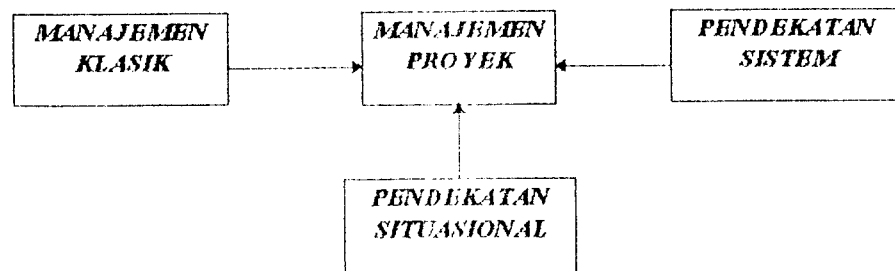 MANAJEMEN
KLASIK
MANAJEMEN
PROYEK
PENDEKATAN
SISTEM
PENDEKATAN
SITUASIONAL